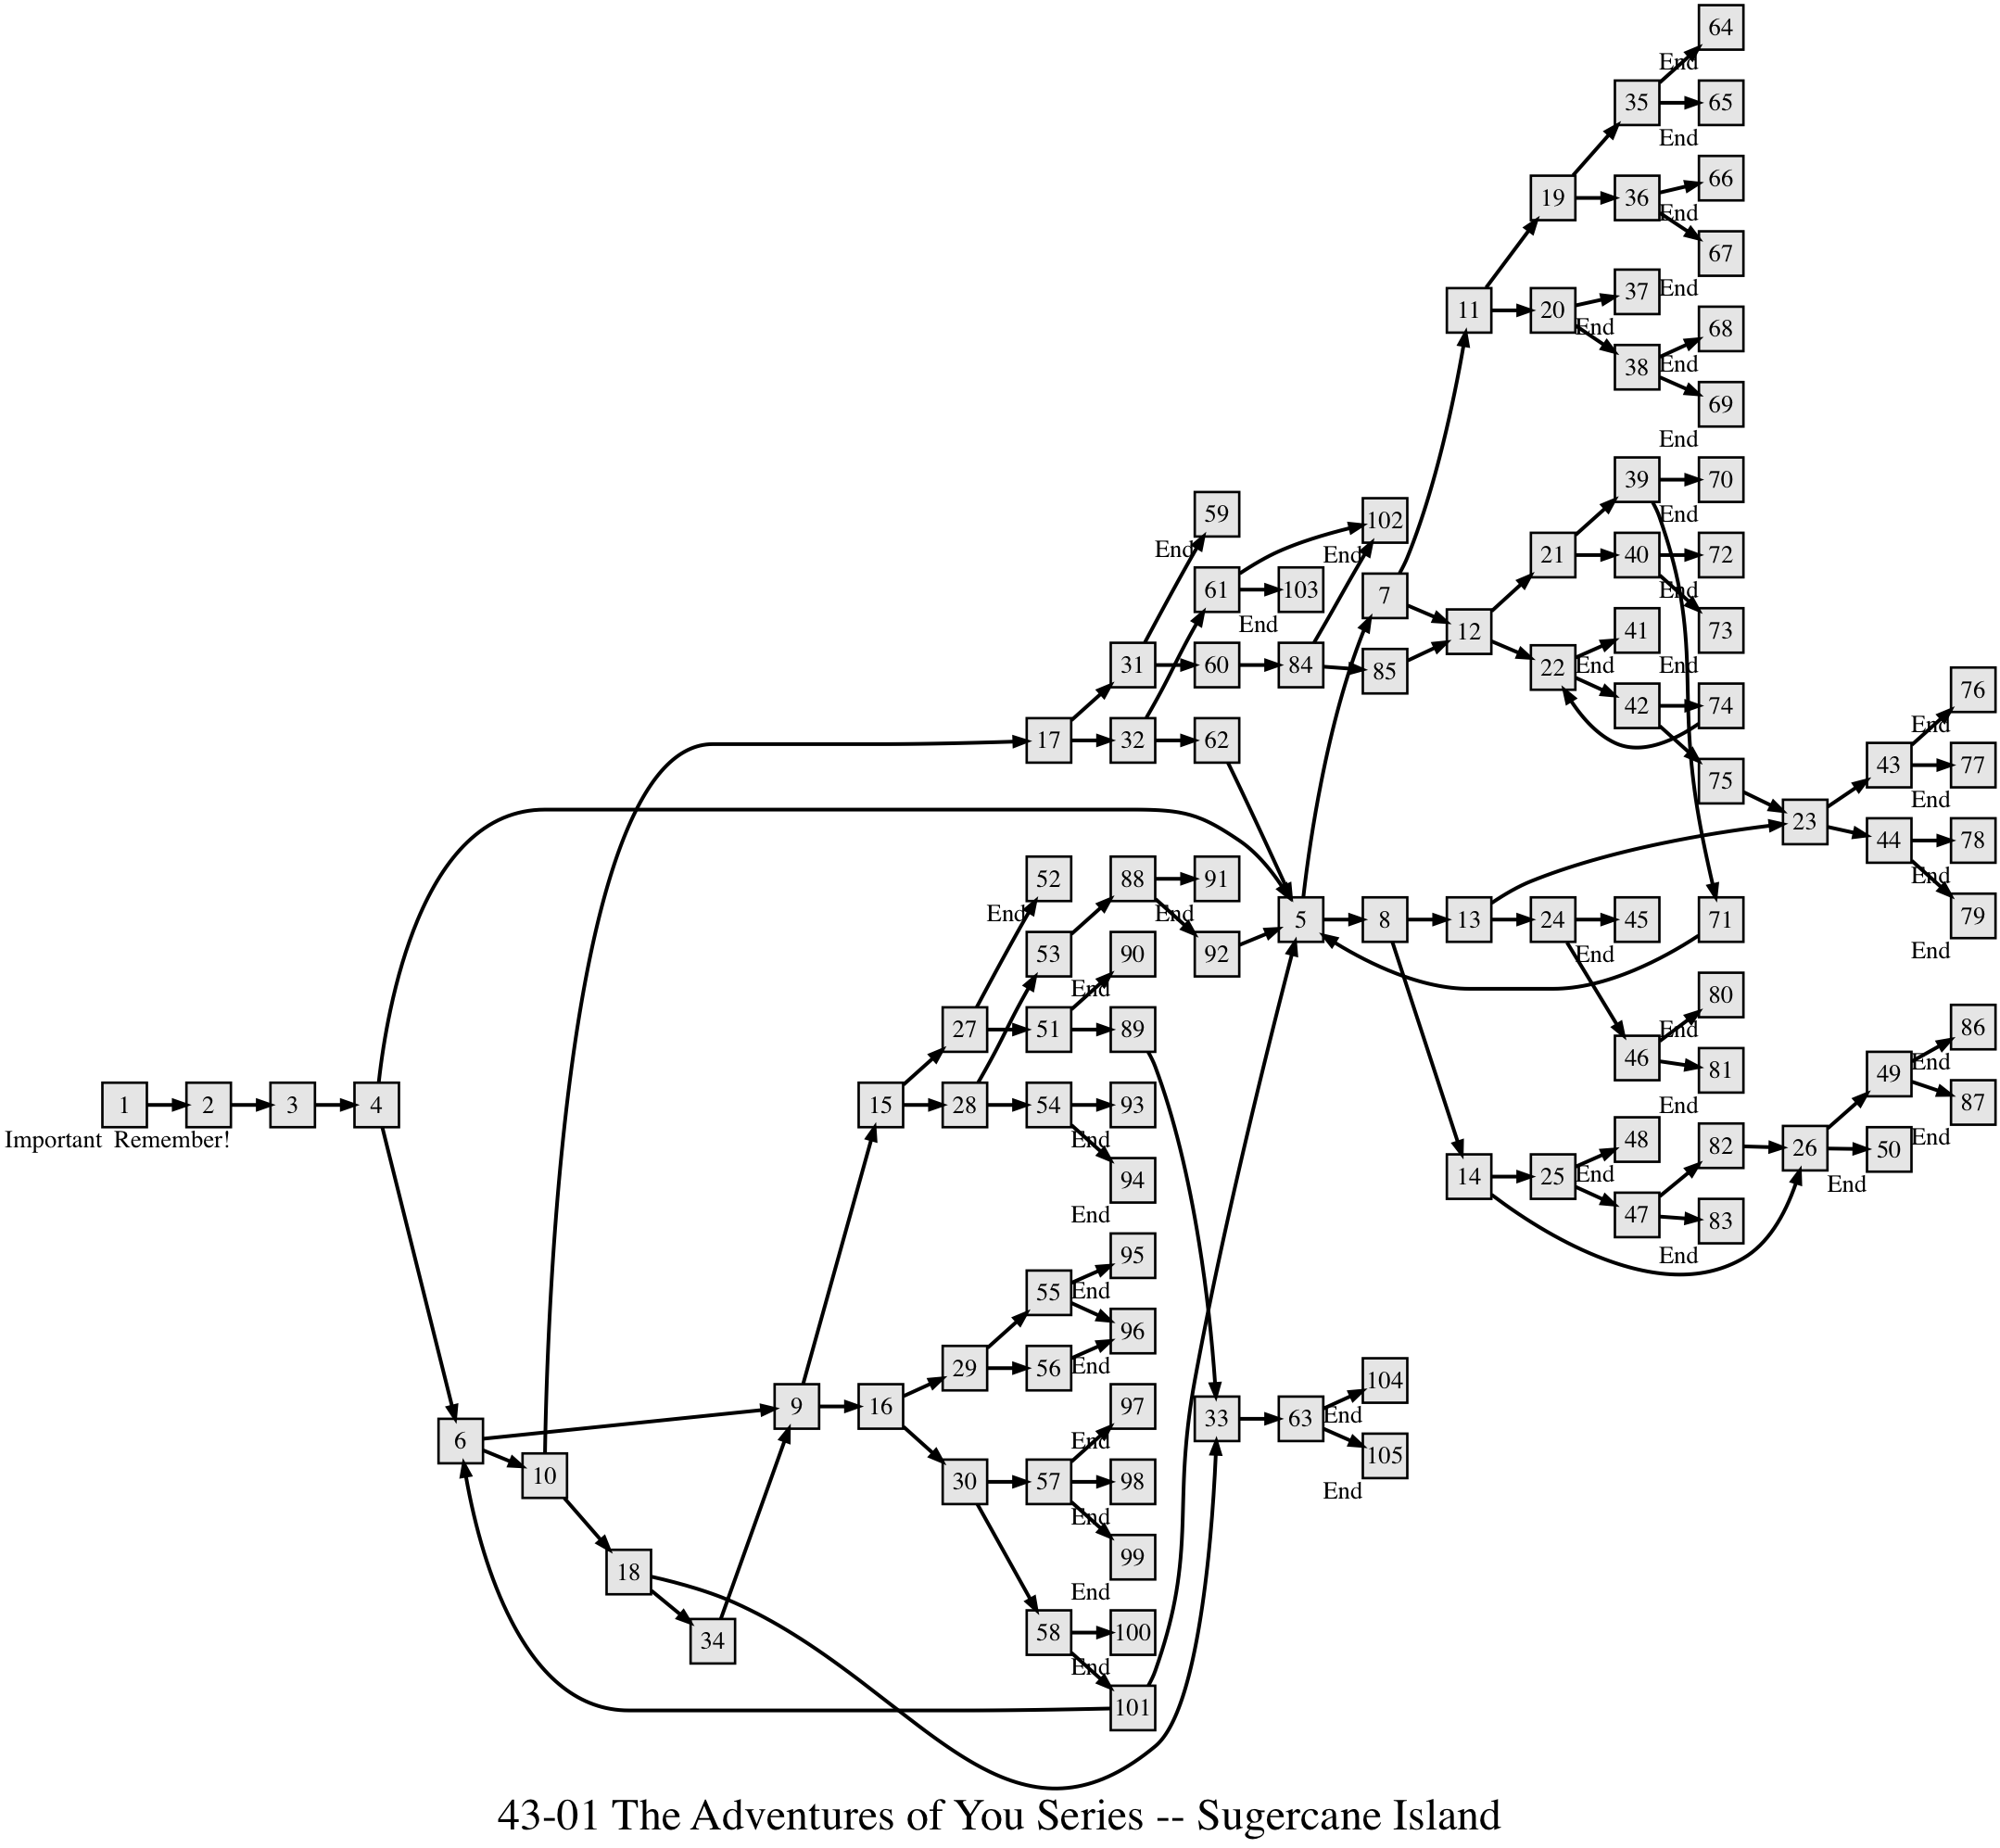 64
End
35
65
End
66
19
36
End
67
37
End
11
20
End
68
38
End
69
End
39
70
59
102
End
End
End
21
40
72
61
103
7
End
End
12
41
73
31
60
84
85
22
End
End
42
74
76
End
17
32
62
43
77
75
End
23
44
78
52
88
91
End
End
End
5
8
13
24
45
71
79
53
90
92
End
End
End
80
27
51
89
End
86
46
81
49
End
1
2
3
4
15
28
54
93
End
87
Important Remember!
End
48
82
26
50
End
94
14
25
End
End
End
47
83
95
End
55
End
96
29
56
End
104
9
16
97
33
63
End
6
End
105
10
30
57
98
End
End
99
18
End
34
58
100
End
101
43-01 The Adventures of You Series -- Sugercane Island